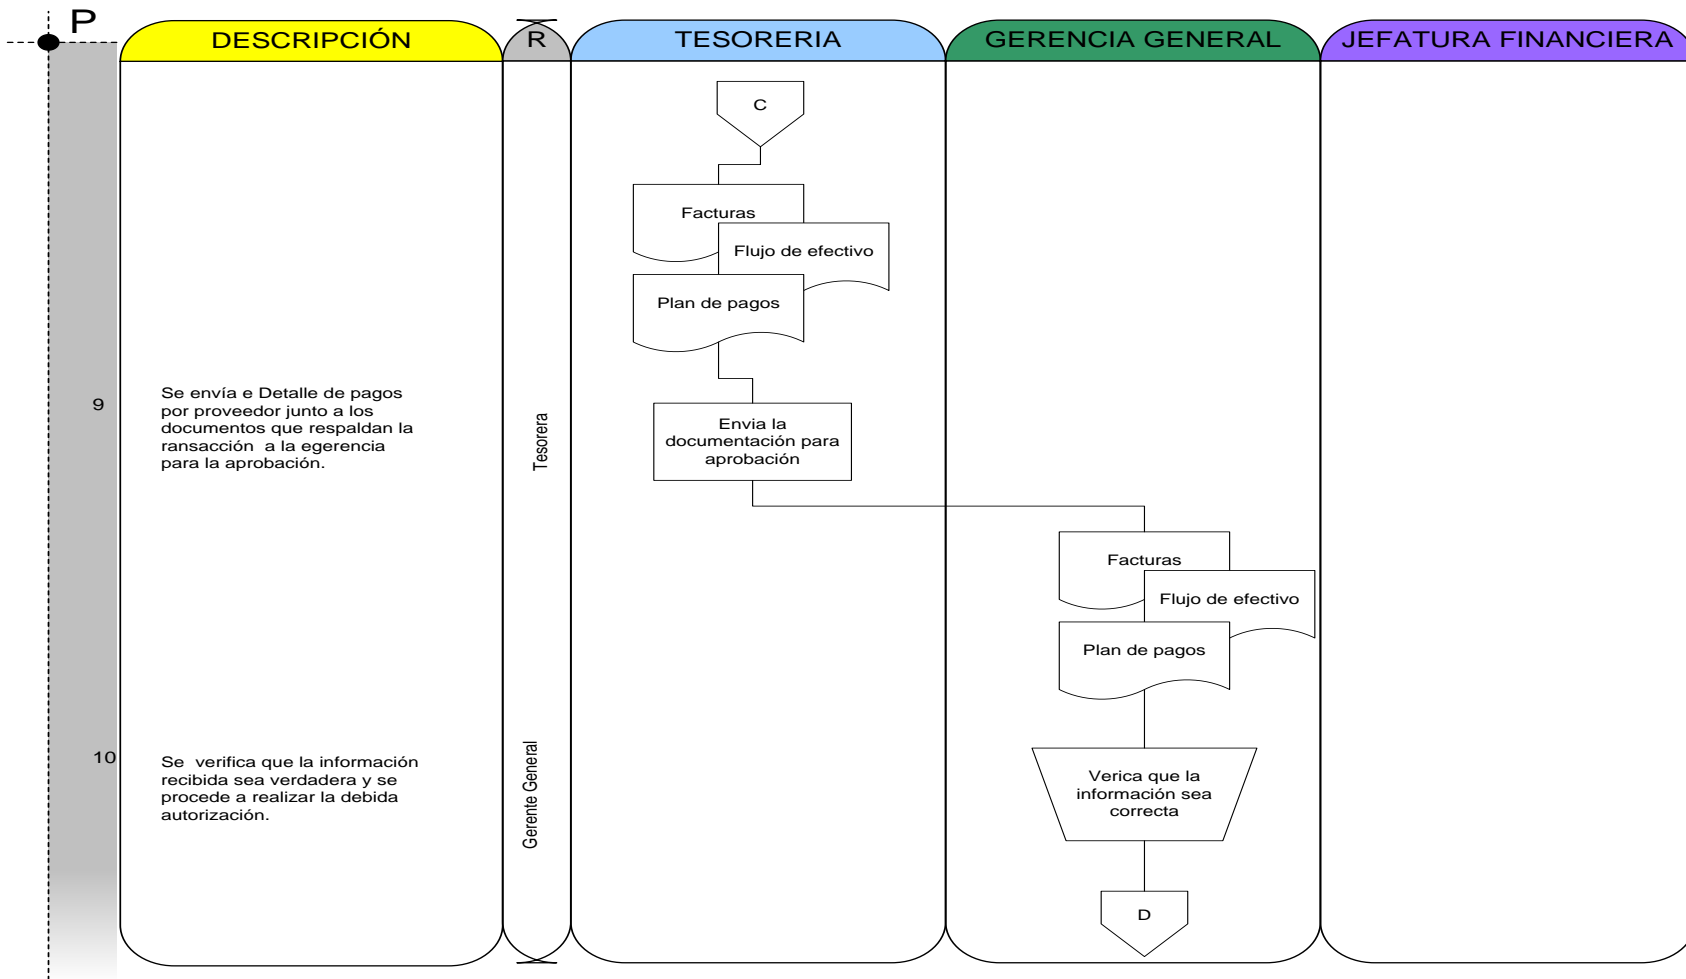 P
DESCRIPCIÓN
R
TESORERIA
GERENCIA GENERAL
JEFATURA FINANCIERA
C
Facturas
Flujo de efectivo
Plan de pagos
9
Se envía e Detalle de pagos
por proveedor junto a los
documentos que respaldan la
ransacción a la egerencia
para la aprobación.
Tesorera
Envia la
documentación para
aprobación
Facturas
Flujo de efectivo
Plan de pagos
10
Se verifica que la información
recibida sea verdadera y se
procede a realizar la debida
autorización.
Gerente General
Verica que la
información sea
correcta
D